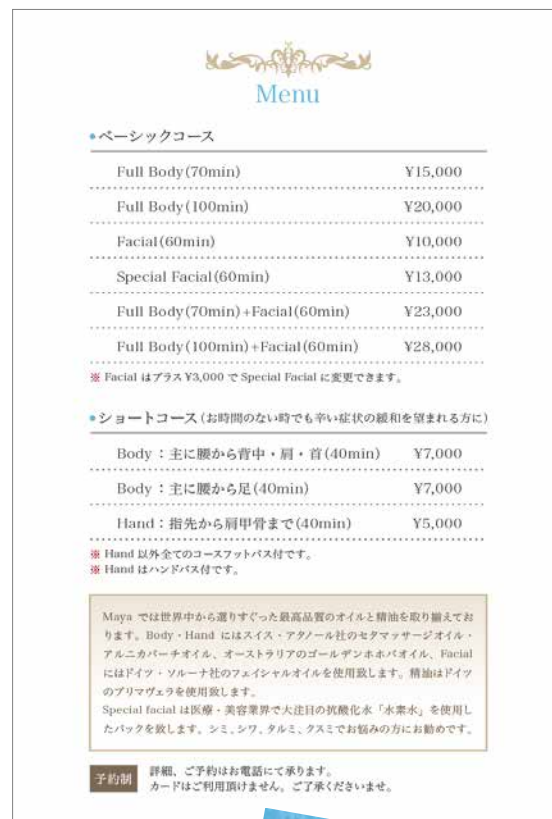 Menu
●ベーシックコース
Full Body(70min) ¥15,000
Full Body(100min) ¥20,000
Facial(60min) ¥10,000
Special Facial(60min) ¥13,000
Full Body(70min)+Facial(60min) ¥23,000
Full Body(100min)+Facial(60min) ¥28,000
※ Facial はプラス ¥3,000 で Special Facial に変更できます。
●ショートコース(お時間のない時でも辛い症状の緩和を望まれる方に)
Body:主に腰から背中・肩・首(40min) ¥7,000
Body:主に腰から足(40min) ¥7,000
Hand:指先から肩甲骨まで(40min) ¥5,000
※ Hand 以外全てのコースフットバス付です。
※ Hand はハンドバス付です。
Maya では世界中から選りすぐった最高品質のオイルと精油を取り揃えてお
ります。Body・Hand にはスイス・アタノール社のセタマッサージオイル・
アルニカバーチオイル、オーストラリアのゴールデンホホバオイル、Facial
にはドイツ・ソルーナ社のフェイシャルオイルを使用致します。精油はドイツ
のプリマヴェラを使用致します。
Special facial は医療・美容業界で大注目の抗酸化水「水素水」を使用し
たパックを致します。シミ、シワ、タルミ、クスミでお悩みの方にお勧めです。
予約制 詳細、ご予約はお電話にて承ります。
カードはご利用頂けません。ご了承くださいませ。